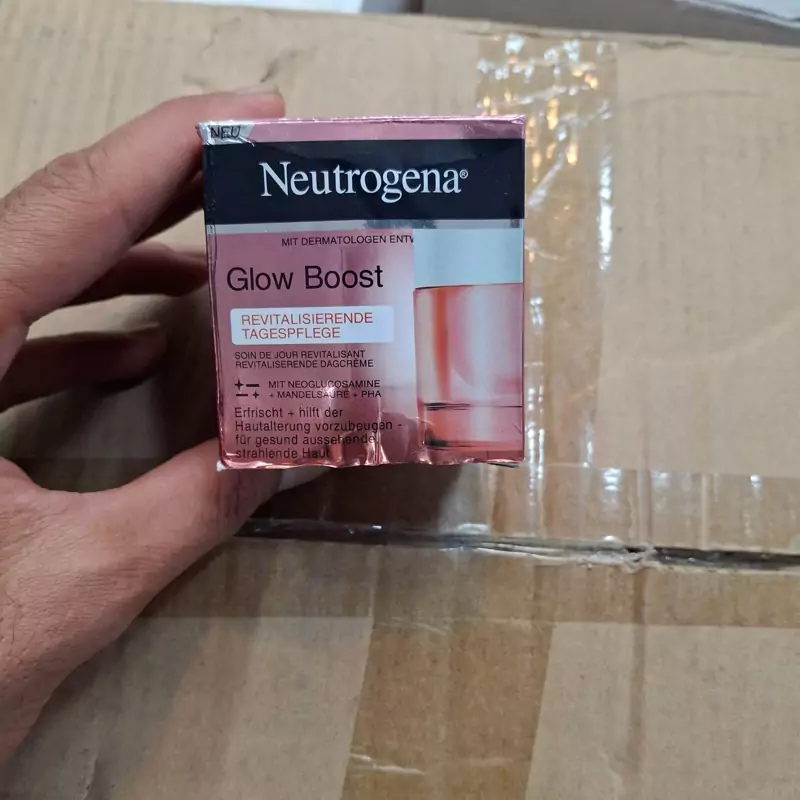 NEU
Neutrogena®
MIT DERMATOLOGEN ENTW
Glow Boost
REVITALISIERENDE
TAGESPFLEGE
SOIN DE JOUR REVITALISANT
REVITALISERENDE DAGCRÈME
MIT NEOGLUCOSAMINE
+ MANDELSÄURE + PHA
Erfrischt + hilft der
Hautalterung vorzubeugen -
für gesund aussehende
strahlende Haut